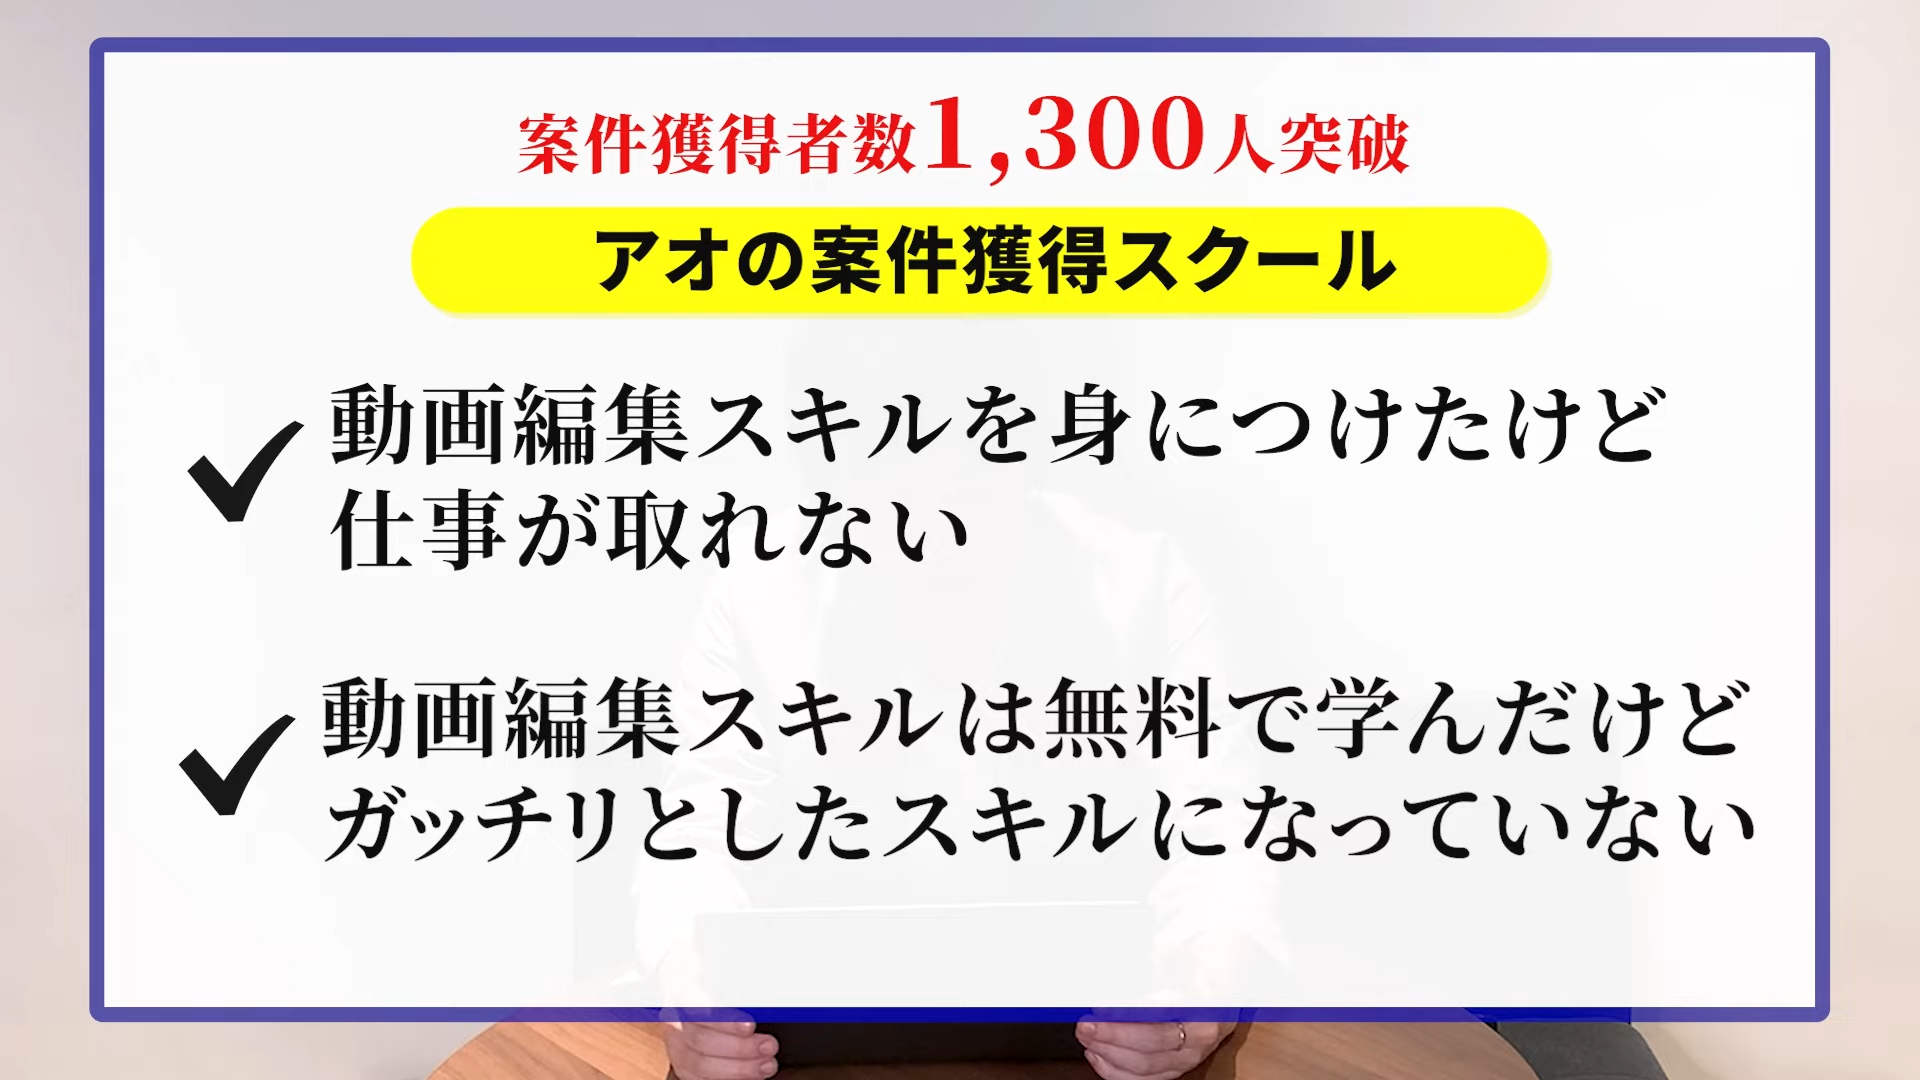 案件獲得者数1,300人突破
アオの案件獲得スクール
動画編集スキルを身につけたけど
仕事が取れない
動画編集スキルは無料で学んだけど
ガッチリとしたスキルになっていない